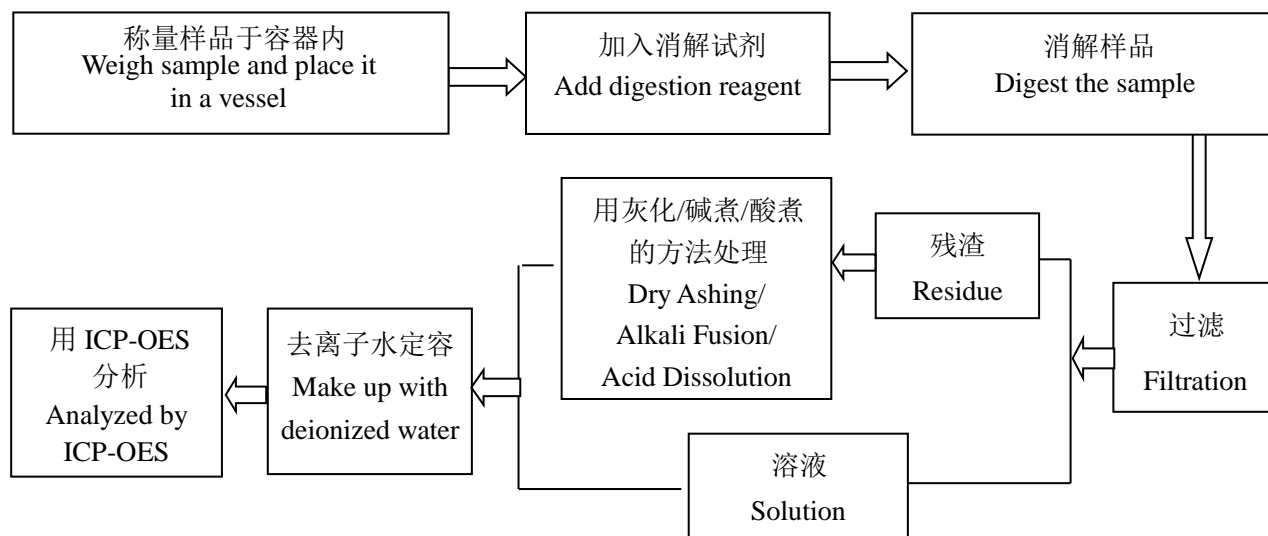 称量样品于容器内
Weigh sample and place it
in a vessel
加入消解试剂
Add digestion reagent
消解样品
Digest the sample
过滤
Filtration
残渣
Residue
用灰化/碱煮/酸煮
的方法处理
Dry Ashing/
Alkali Fusion/
Acid Dissolution
溶液
Solution
去离子水定容
Make up with
deionized water
用 ICP-OES
分析
Analyzed by
ICP-OES